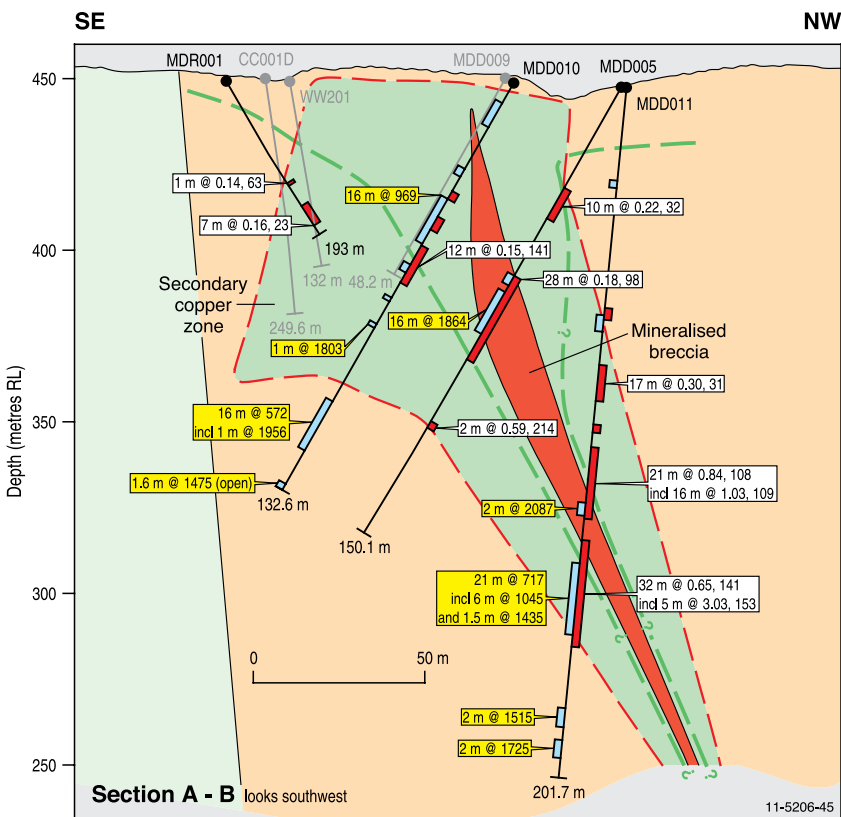 SE
NW
MDR001
CC001D
MDD009
MDD010
MDD005
WW201
MDD011
450
400
350
300
250
Depth (metres RL)
1 m @ 0.14, 63
7 m @ 0.16, 23
193 m
132 m
48.2 m
249.6 m
16 m @ 969
12 m @ 0.15, 141
10 m @ 0.22, 32
28 m @ 0.18, 98
Secondary
copper
zone
16 m @ 1864
1 m @ 1803
?
Mineralised
breccia
17 m @ 0.30, 31
16 m @ 572
incl 1 m @ 1956
2 m @ 0.59, 214
1.6 m @ 1475 (open)
132.6 m
21 m @ 0.84, 108
incl 16 m @ 1.03, 109
2 m @ 2087
150.1 m
21 m @ 717
incl 6 m @ 1045
and 1.5 m @ 1435
32 m @ 0.65, 141
incl 5 m @ 3.03, 153
?
?
0
50 m
2 m @ 1515
2 m @ 1725
?
?
201.7 m
Section A - B looks southwest
11-5206-45